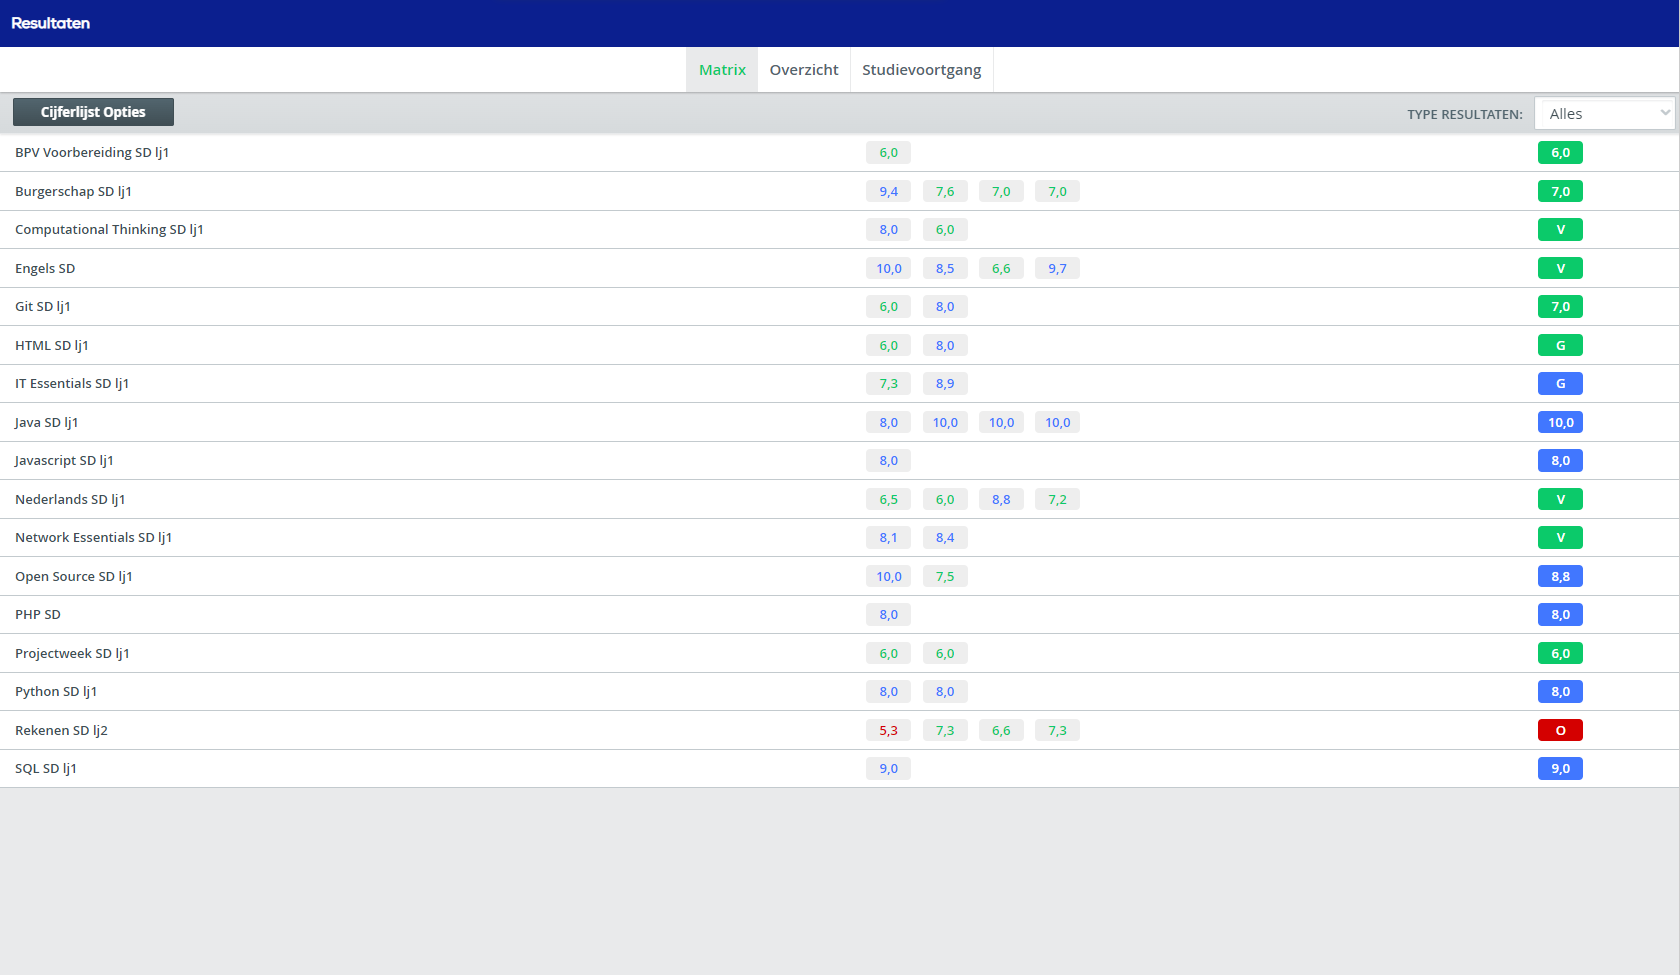 Resultaten
Matrix Overzicht Studievoortgang
Cijferlijst Opties TYPE RESULTATEN: Alles
BPV Voorbereiding SD lj1 6,0 6,0
Burgerschap SD lj1 9,4 7,6 7,0 7,0 7,0
Computational Thinking SD lj1 8,0 6,0 V
Engels SD 10,0 8,5 6,6 9,7 V
Git SD lj1 6,0 8,0 7,0
HTML SD lj1 6,0 8,0 G
IT Essentials SD lj1 7,3 8,9 G
Java SD lj1 8,0 10,0 10,0 10,0 10,0
Javascript SD lj1 8,0 8,0
Nederlands SD lj1 6,5 6,0 8,8 7,2 V
Network Essentials SD lj1 8,1 8,4 V
Open Source SD lj1 10,0 7,5 8,8
PHP SD 8,0 8,0
Projectweek SD lj1 6,0 6,0 6,0
Python SD lj1 8,0 8,0 8,0
Rekenen SD lj2 5,3 7,3 6,6 7,3 O
SQL SD lj1 9,0 9,0